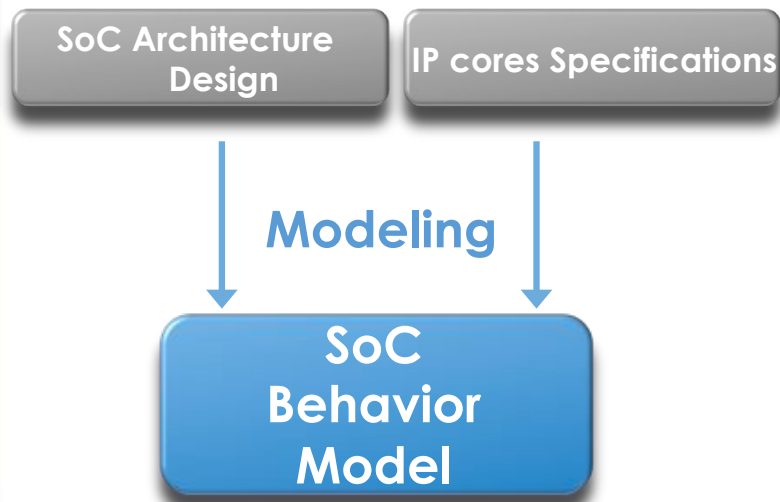 SoC Architecture
Design
IP cores Specifications
Modeling
SoC
Behavior
Model